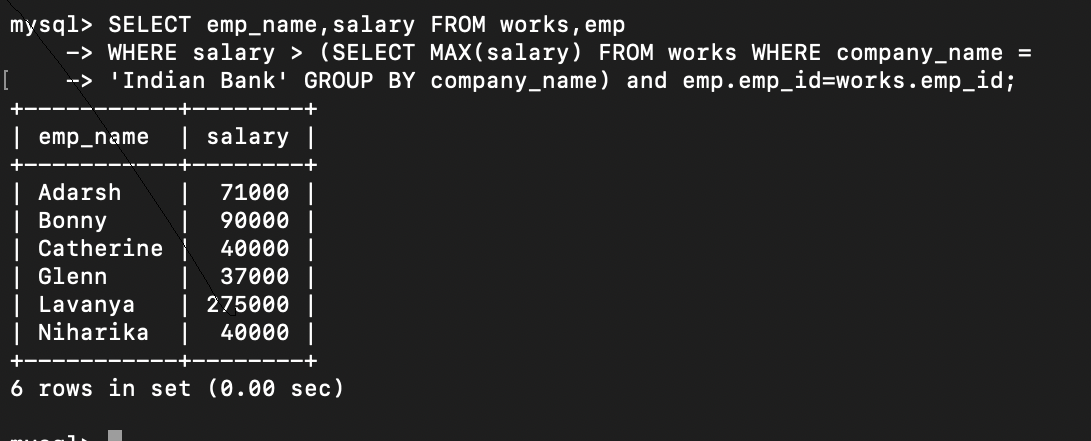 mysql> SELECT emp_name,salary FROM works,emp
    -> WHERE salary > (SELECT MAX(salary) FROM works WHERE company_name =
[   -> 'Indian Bank' GROUP BY company_name) and emp.emp_id=works.emp_id;
+-----------+--------+
| emp_name  | salary |
+-----------+--------+
| Adarsh    |  71000 |
| Bonny     |  90000 |
| Catherine |  40000 |
| Glenn     |  37000 |
| Lavanya   | 275000 |
| Niharika  |  40000 |
+-----------+--------+
6 rows in set (0.00 sec)
mysql>